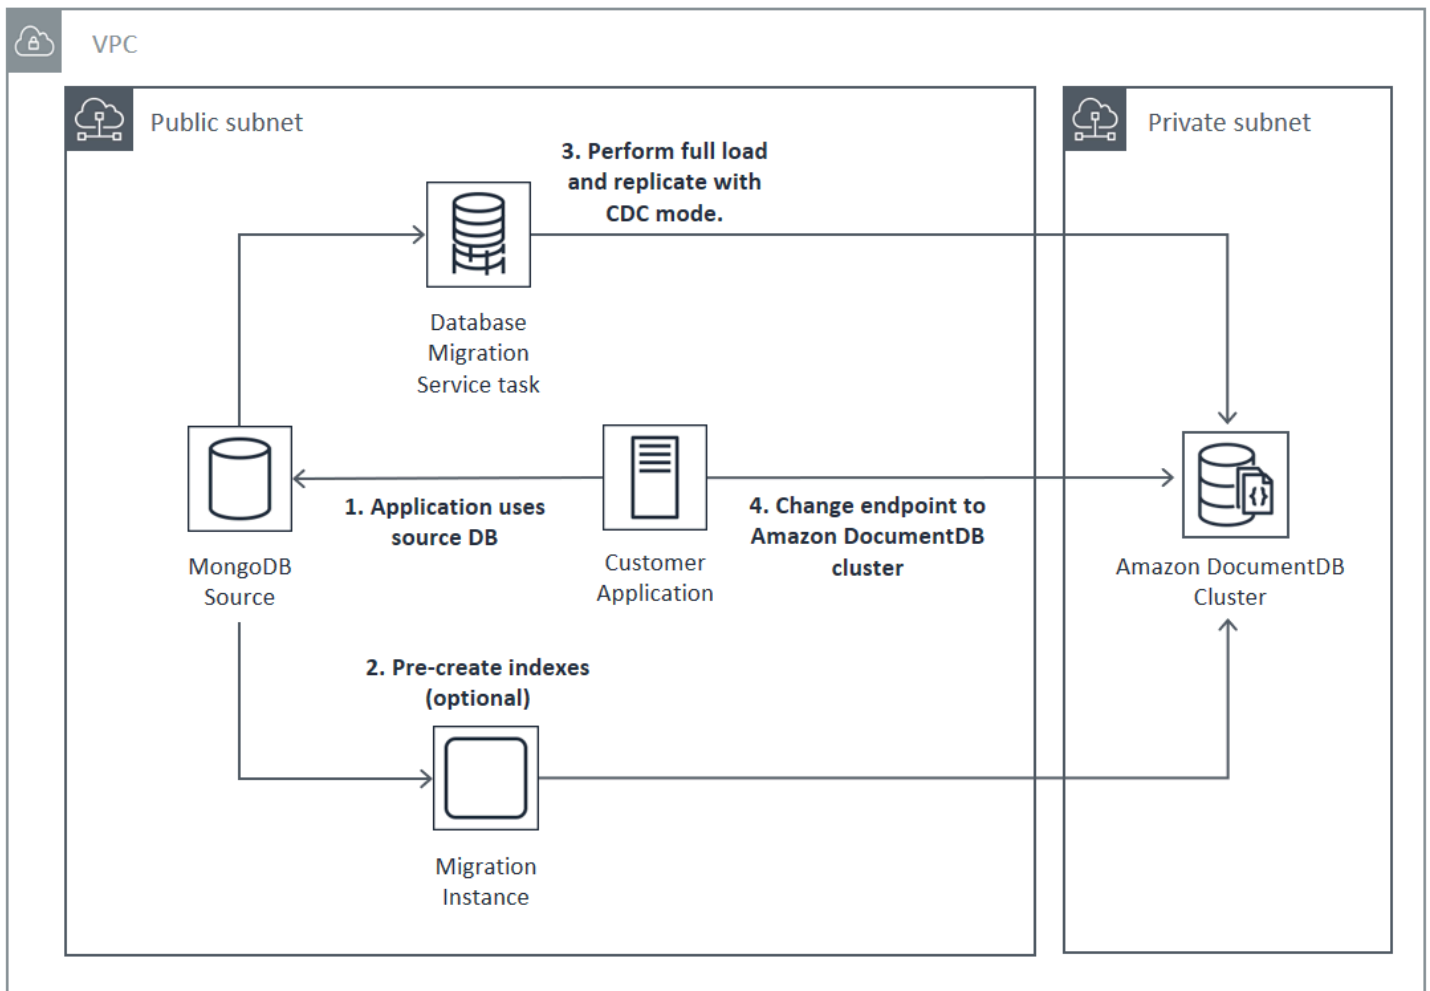 VPC
Public subnet
Private subnet
3. Perform full load
and replicate with
CDC mode.
Database
Migration
Service task
1. Application uses
source DB
4. Change endpoint to
Amazon DocumentDB
cluster
MongoDB
Source
Customer
Application
Amazon DocumentDB
Cluster
2. Pre-create indexes
(optional)
Migration
Instance